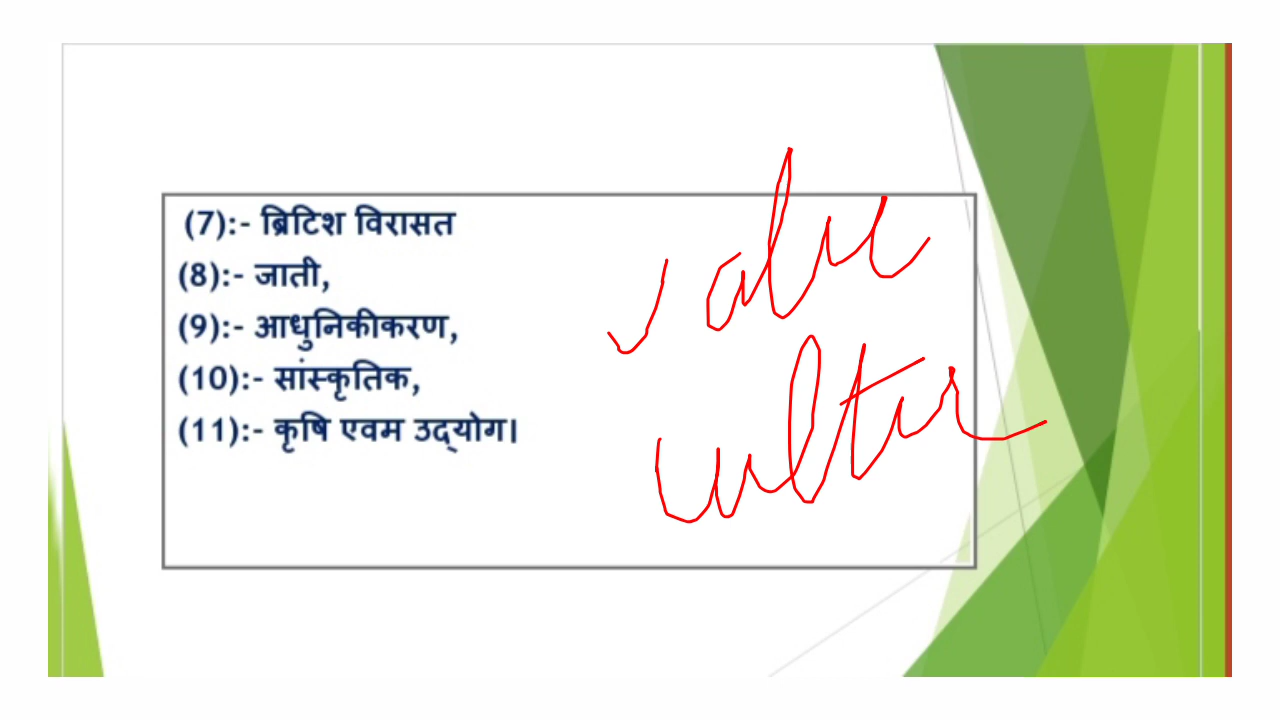 (7):- ब्रिटिश विरासत
(8):- जाती,
(9):- आधुनिकीकरण,
(10):- सांस्कृतिक,
(11):- कृषि एवम उद्योग।